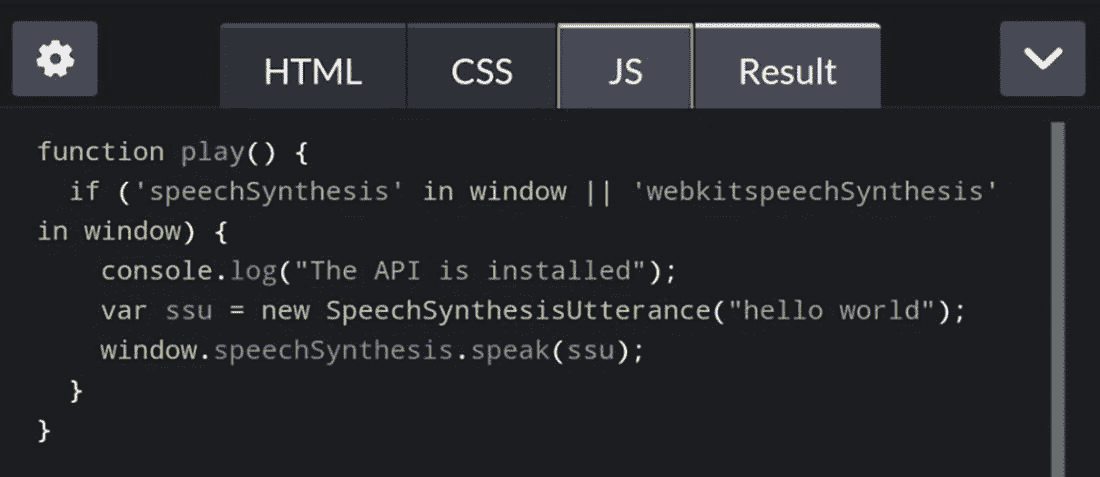 HTML CSS JS Result
function play() {
  if ('speechSynthesis' in window || 'webkitspeechSynthesis'
in window) {
    console.log("The API is installed");
    var ssu = new SpeechSynthesisUtterance("hello world");
    window.speechSynthesis.speak(ssu);
  }
}